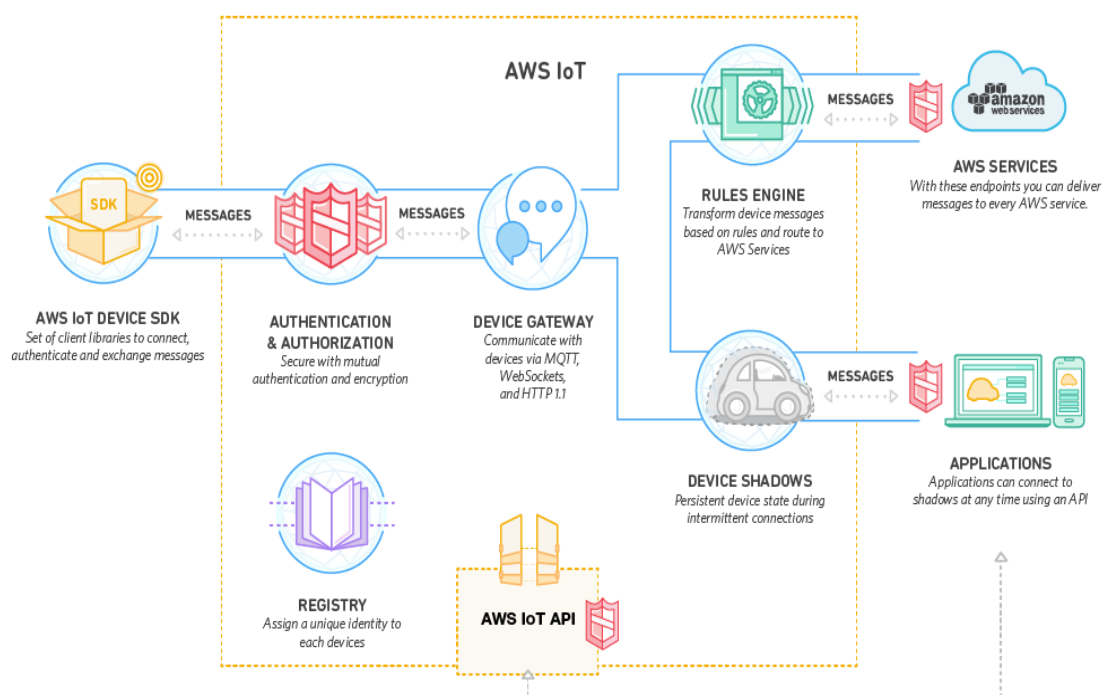 AWS IoT
SDK
MESSAGES
MESSAGES
MESSAGES
amazon
webservices
AWS IoT DEVICE SDK
Set of client libraries to connect,
authenticate and exchange messages
AUTHENTICATION
& AUTHORIZATION
Secure with mutual
authentication and encryption
DEVICE GATEWAY
Communicate with
devices via MQTT,
WebSockets,
and HTTP 1.1
RULES ENGINE
Transform device messages
based on rules and route to
AWS Services
AWS SERVICES
With these endpoints you can deliver
messages to every AWS service.
MESSAGES
DEVICE SHADOWS
Persistent device state during
intermittent connections
APPLICATIONS
Applications can connect to
shadows at any time using an API
REGISTRY
Assign a unique identity to
each devices
AWS IoT API